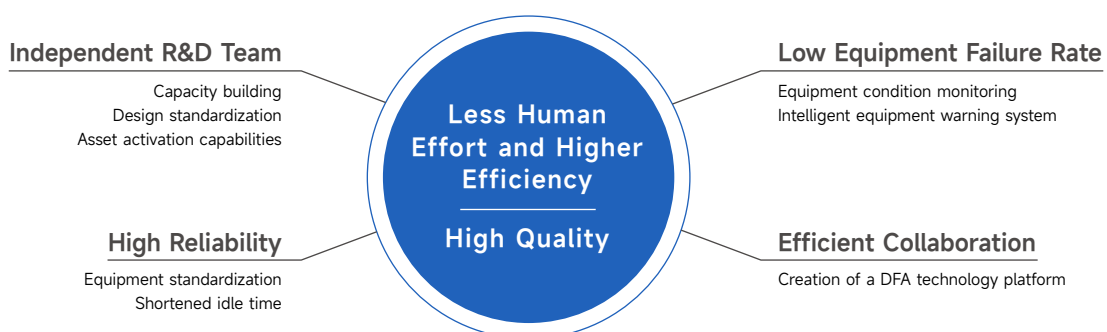 Independent R&D Team
Capacity building
Design standardization
Asset activation capabilities
High Reliability
Equipment standardization
Shortened idle time
Less Human
Effort and Higher
Efficiency
High Quality
Low Equipment Failure Rate
Equipment condition monitoring
Intelligent equipment warning system
Efficient Collaboration
Creation of a DFA technology platform